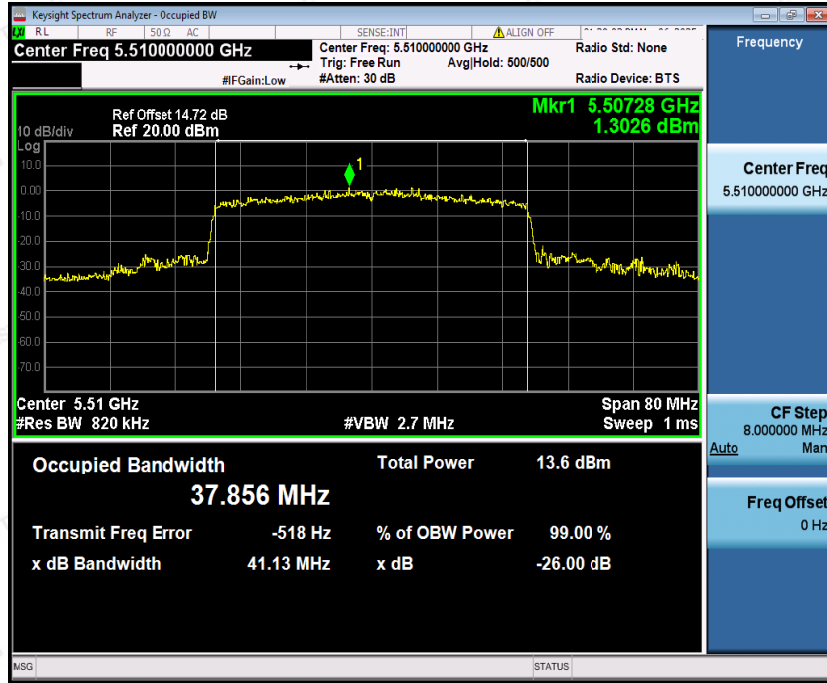 Keysight Spectrum Analyzer - Occupied BW
LXI RL RF 50 Ω AC SENSE:INT ALIGN OFF
Center Freq 5.510000000 GHz
#IFGain:Low
Center Freq: 5.510000000 GHz
Trig: Free Run Avg|Hold: 500/500
#Atten: 30 dB
Radio Std: None
Radio Device: BTS
Ref Offset 14.72 dB
10 dB/div Ref 20.00 dBm
Mkr1 5.50728 GHz
1.3026 dBm
Log
10.0
0.00
-10.0
-20.0
-30.0
-40.0
-50.0
-60.0
-70.0
1
Center 5.51 GHz Span 80 MHz
#Res BW 820 kHz #VBW 2.7 MHz Sweep 1 ms
Occupied Bandwidth Total Power 13.6 dBm
37.856 MHz
Transmit Freq Error -518 Hz % of OBW Power 99.00 %
x dB Bandwidth 41.13 MHz x dB -26.00 dB
MSG STATUS
Frequency
Center Freq
5.510000000 GHz
CF Step
8.000000 MHz
Auto Man
Freq Offset
0 Hz